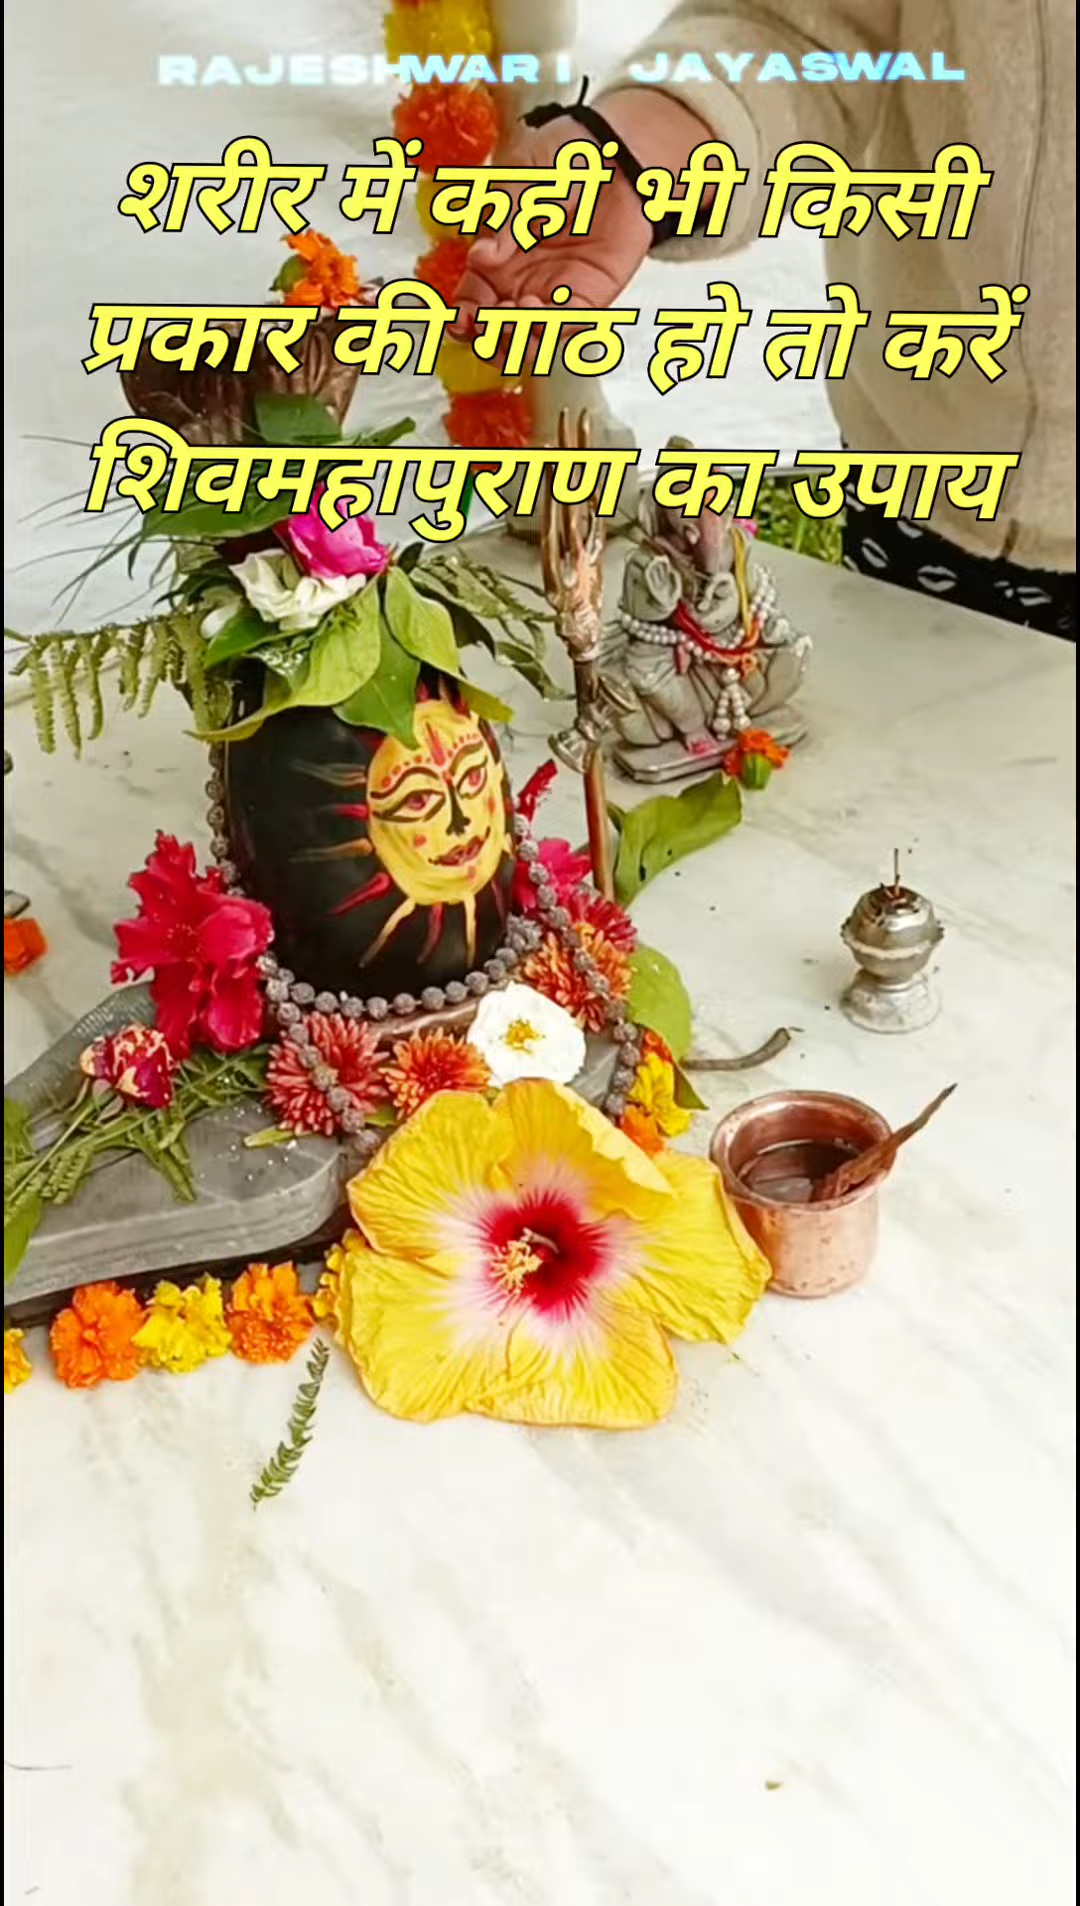 RAJESHWARI JAYASWAL
शरीर में कहीं भी किसी
प्रकार की गांठ हो तो करें
शिवमहापुराण का उपाय